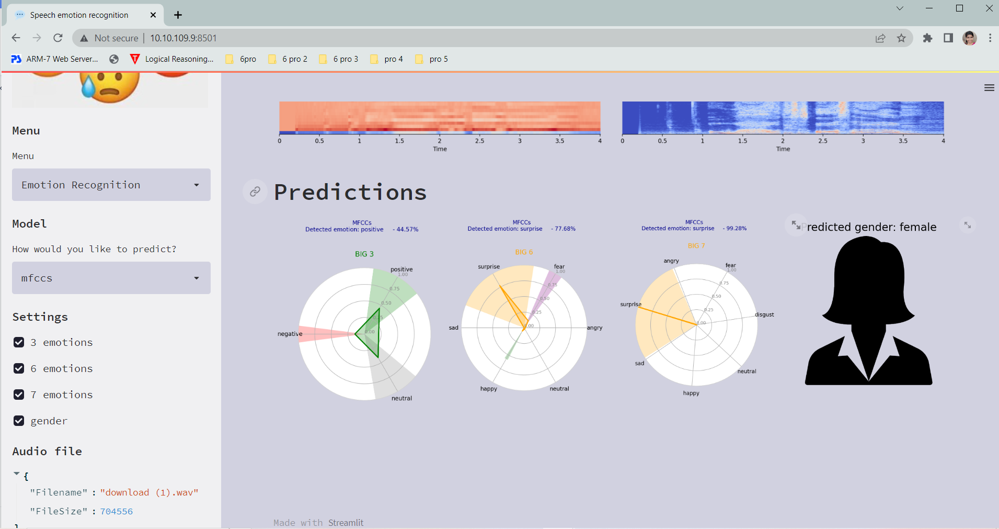 Speech emotion recognition
Not secure | 10.10.109.9:8501
ARM-7 Web Server... Logical Reasoning... 6pro 6 pro 2 6 pro 3 pro 4 pro 5
Menu
Menu
Emotion Recognition
Model
How would you like to predict?
mfccs
Settings
3 emotions
6 emotions
7 emotions
gender
Audio file
{
"Filename" : "download (1).wav"
"FileSize" : 704556
}
0 0.5 1 1.5 2 2.5 3 3.5 4
Time
0 0.5 1 1.5 2 2.5 3 3.5 4
Time
Predictions
MFCCs
Detected emotion: positive - 44.57%
BIG 3
positive
1.00
0.75
0.50
0.25
0.00
negative
neutral
MFCCs
Detected emotion: surprise - 77.68%
BIG 6
surprise
fear
1.00
0.75
0.50
0.25
0.00
sad
angry
happy
neutral
MFCCs
Detected emotion: surprise - 99.28%
BIG 7
angry
fear
1.00
0.75
0.50
0.25
0.00
surprise
disgust
sad
neutral
happy
Predicted gender: female
Made with Streamlit